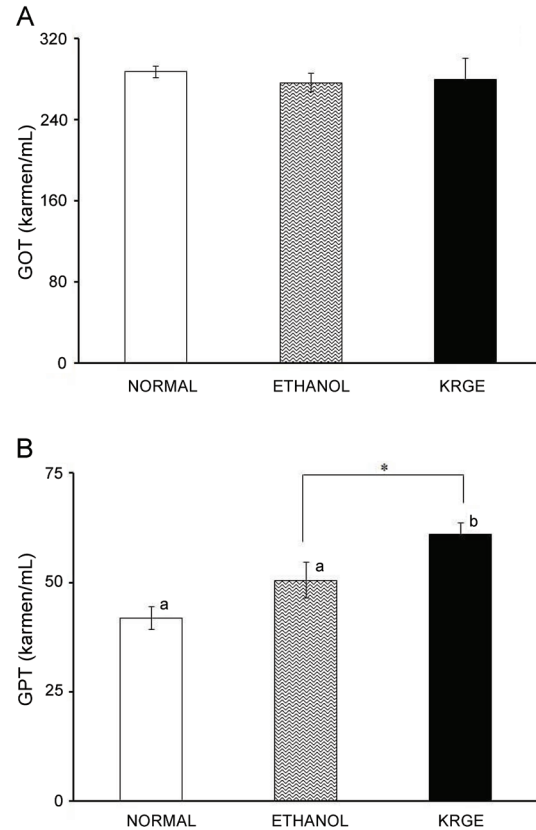 A
GOT (karmen/mL)
320
240
160
80
0
NORMAL ETHANOL KRGE
B
GPT (karmen/mL)
75
50
25
0
*
a
a
b
NORMAL ETHANOL KRGE